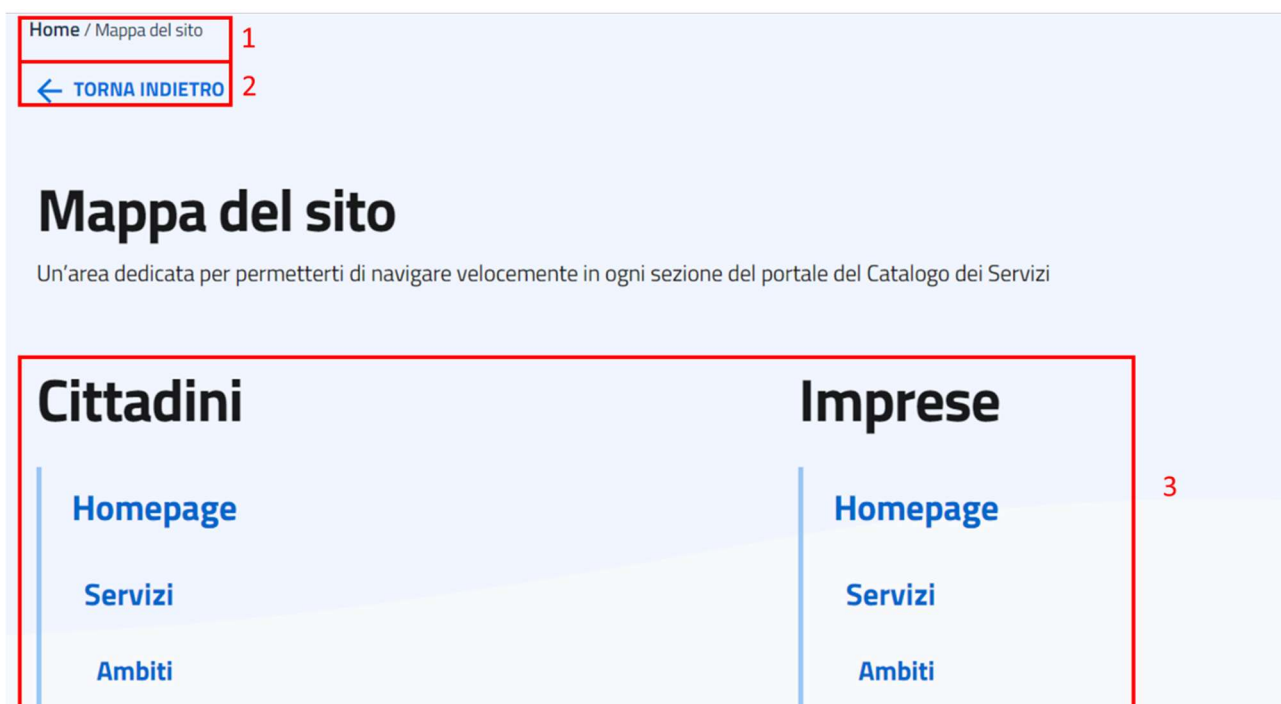 Home / Mappa del sito 1
← TORNA INDIETRO 2
Mappa del sito
Un'area dedicata per permetterti di navigare velocemente in ogni sezione del portale del Catalogo dei Servizi
Cittadini
Homepage
Servizi
Ambiti
Imprese
Homepage
Servizi
Ambiti
3